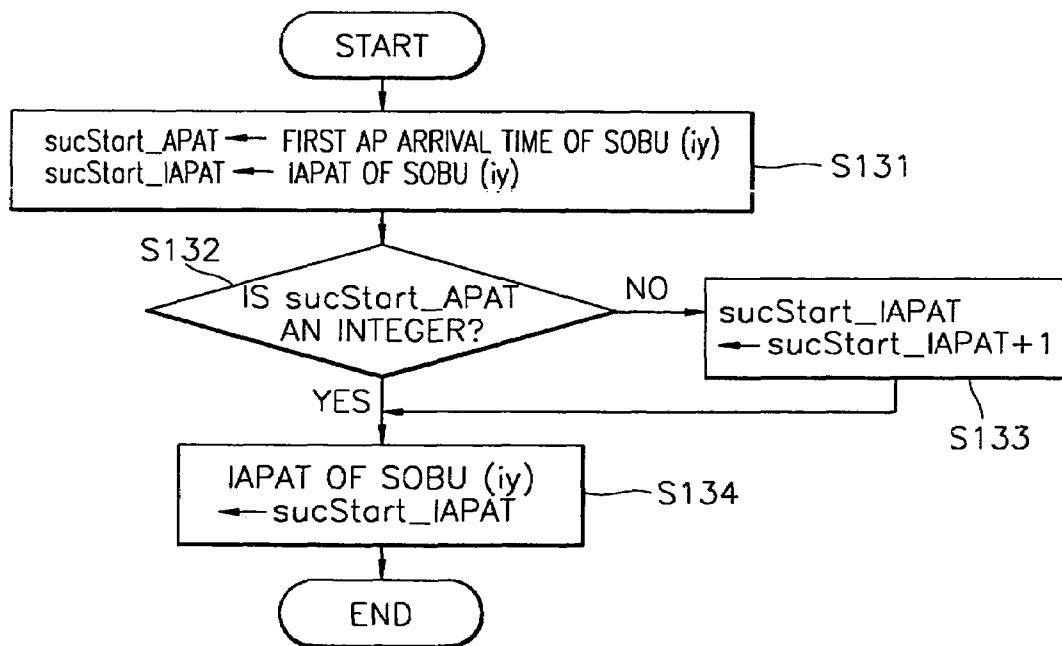 START
sucStart_APAT ← FIRST AP ARRIVAL TIME OF SOBU (iy)
sucStart_IAPAT ← IAPAT OF SOBU (iy)
S131
S132
IS sucStart_APAT
AN INTEGER?
NO
sucStart_IAPAT
← sucStart_IAPAT+1
S133
YES
IAPAT OF SOBU (iy)
← sucStart_IAPAT
S134
END